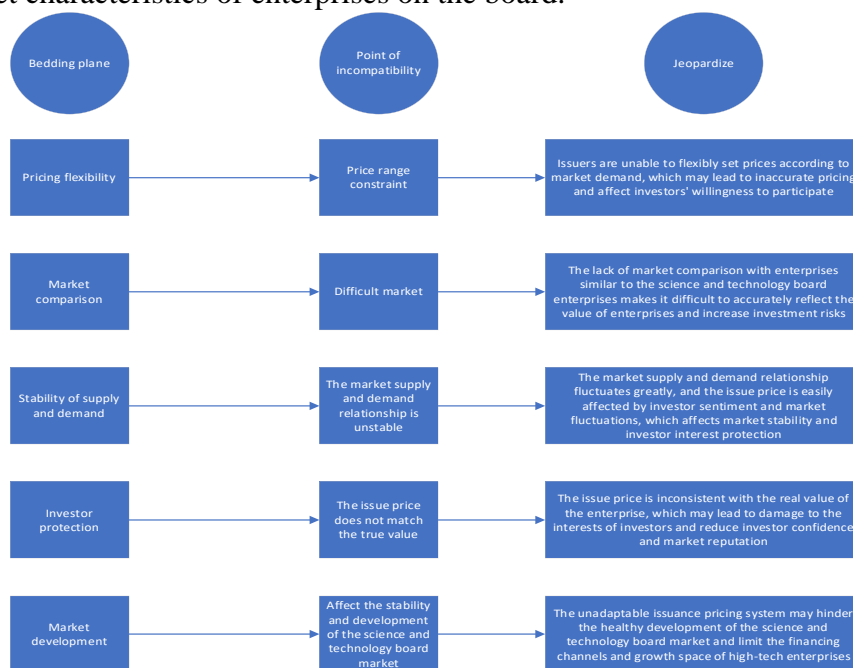 et characteristics of enterprises on the board.
Bedding plane
Point of
incompatibility
Jeopardize
Pricing flexibility
Price range
constraint
Issuers are unable to flexibly set prices according to
market demand, which may lead to inaccurate pricing
and affect investors' willingness to participate
Market
comparison
Difficult market
The lack of market comparison with enterprises
similar to the science and technology board
enterprises makes it difficult to accurately reflect the
value of enterprises and increase investment risks
Stability of supply
and demand
The market supply
and demand
relationship is
unstable
The market supply and demand relationship
fluctuates greatly, and the issue price is easily
affected by investor sentiment and market
fluctuations, which affects market stability and
investor interest protection
Investor
protection
The issue price
does not match
the true value
The issue price is inconsistent with the real value of
the enterprise, which may lead to damage to the
interests of investors and reduce investor confidence
and market reputation
Market
development
Affect the stability
and development
of the science and
technology board
market
The unadaptable issuance pricing system may hinder
the healthy development of the science and
technology board market and limit the financing
channels and growth space of high-tech enterprises